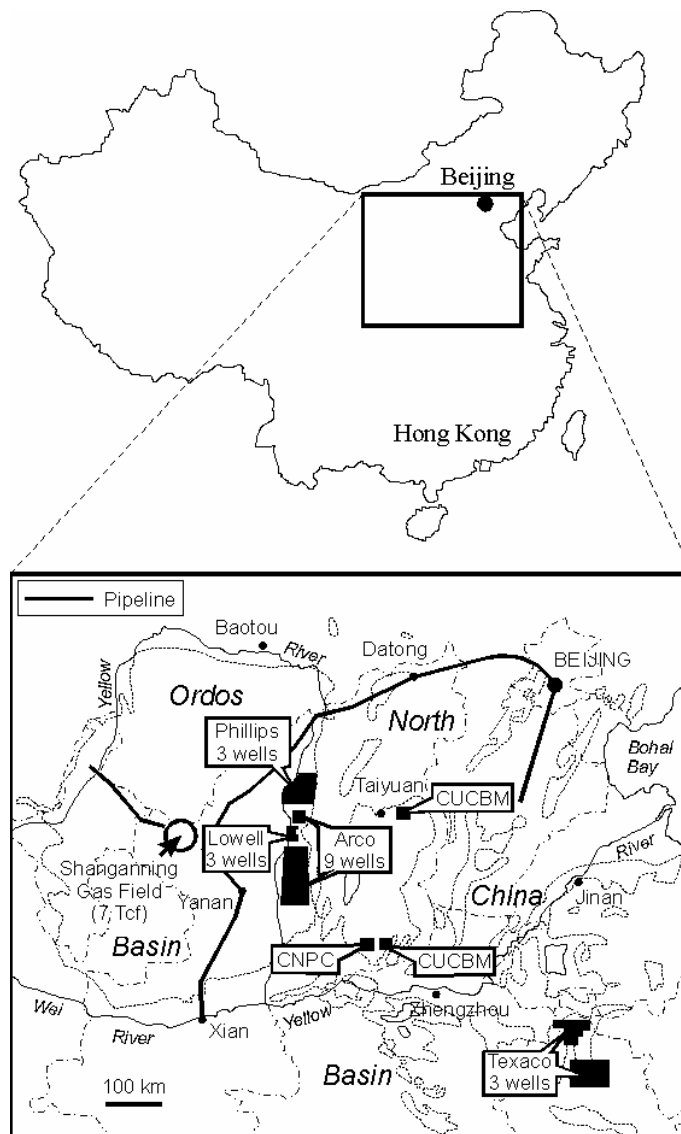 Beijing
Hong Kong
Pipeline
Baotou
River
Datong
BEIJING
Yellow
Ordos
North
Phillips
3 wells
Bohal
Bay
Taiyuan
CUCBM
Lowell
3 wells
Arco
9 wells
River
Shanganning
Gas Field
(7 Tcf)
Yanan
China
Jinan
Basin
CNPC
CUCBM
Wei
River
Xian
Yellow
Zhengzhou
Basin
Texaco
3 wells
100 km